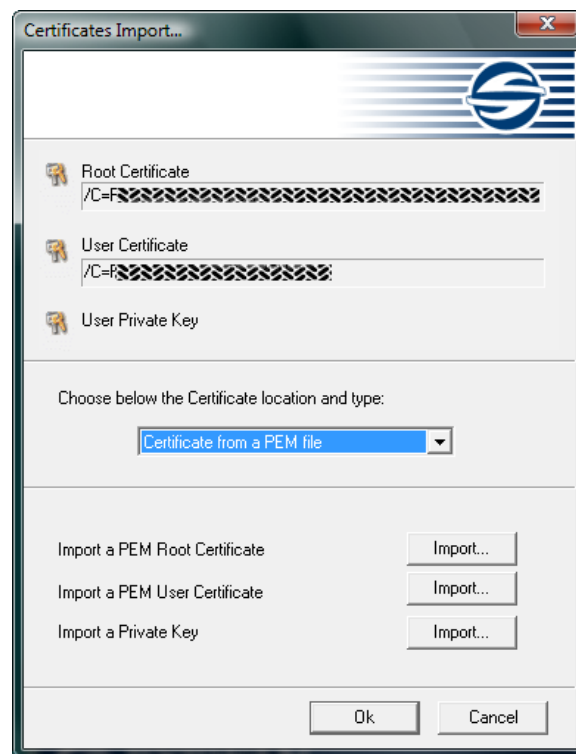 Certificates Import...
Root Certificate
/C=F
User Certificate
/C=F
User Private Key
Choose below the Certificate location and type:
Certificate from a PEM file
Import a PEM Root Certificate
Import...
Import a PEM User Certificate
Import...
Import a Private Key
Import...
Ok
Cancel